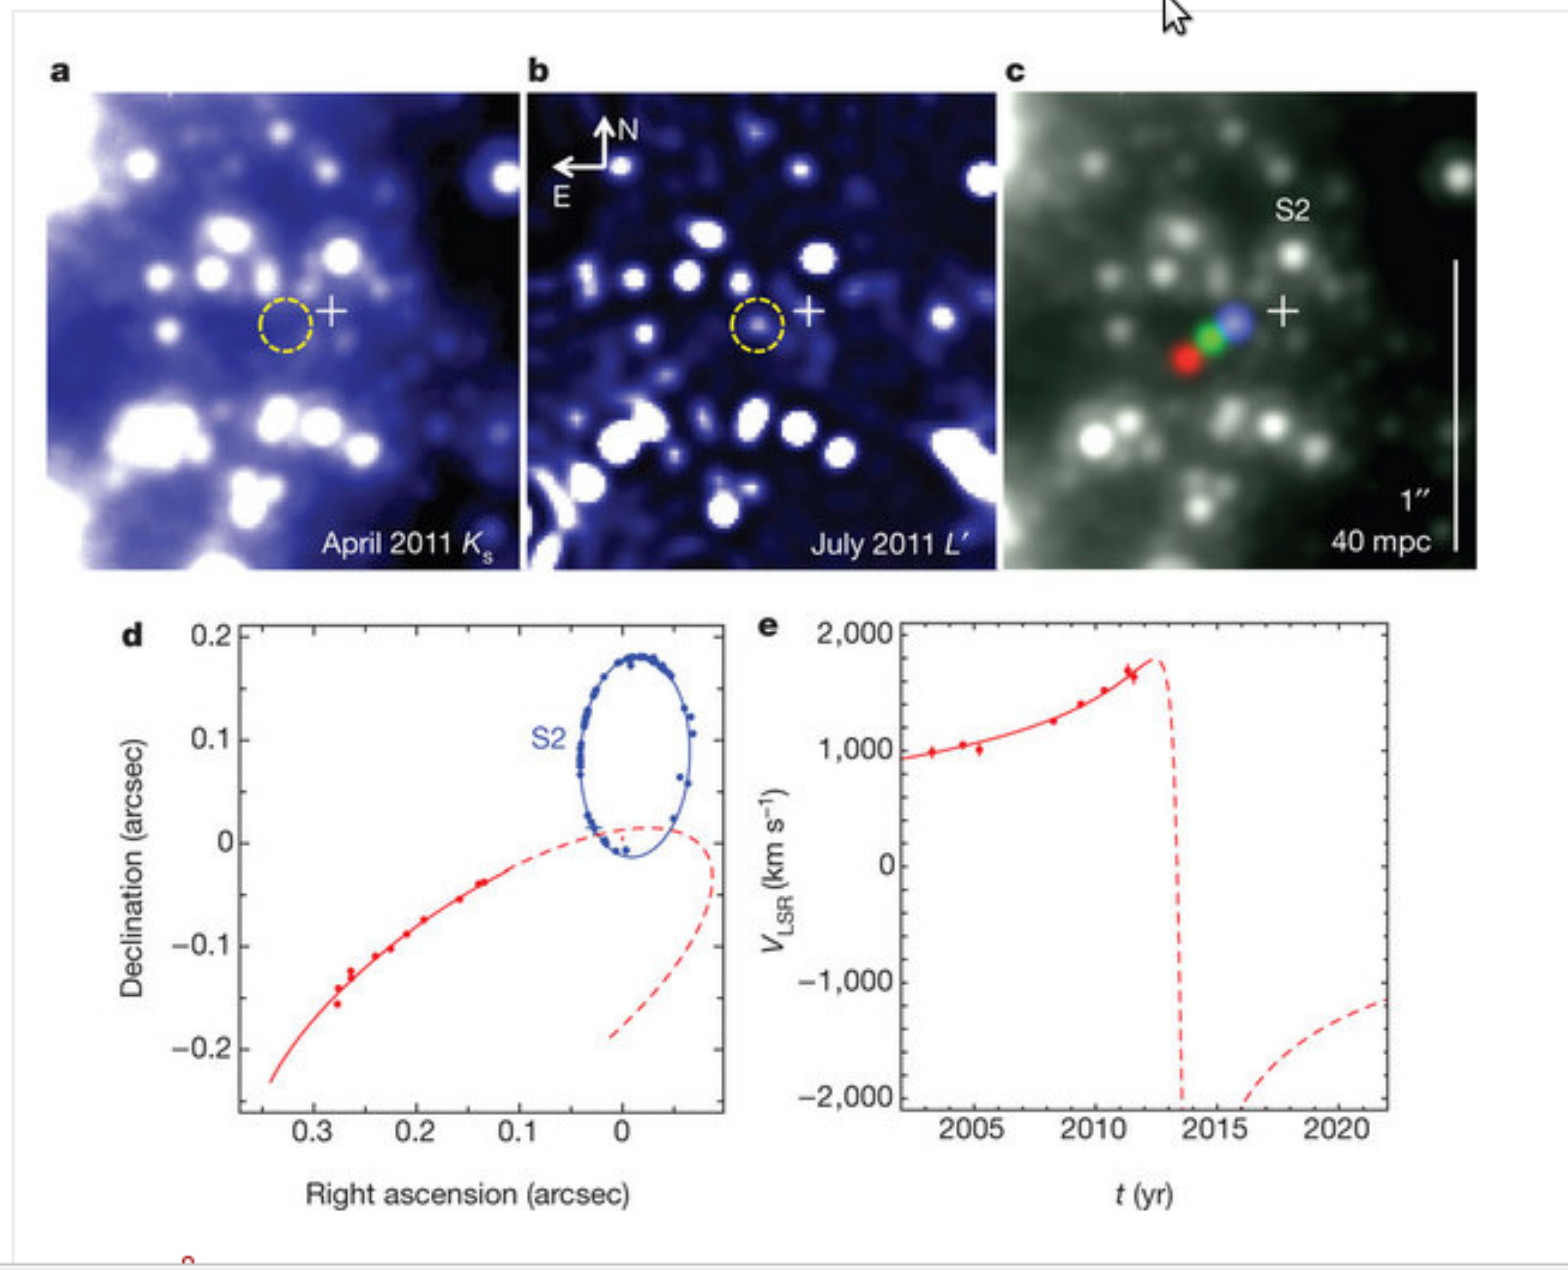 a
b
c
N
E
S2
1″
40 mpc
April 2011 Ks
July 2011 L′
d
e
0.2
0.1
0
−0.1
−0.2
Declination (arcsec)
S2
0.3
0.2
0.1
0
Right ascension (arcsec)
2,000
1,000
0
−1,000
−2,000
VLSR (km s−1)
2005
2010
2015
2020
t (yr)